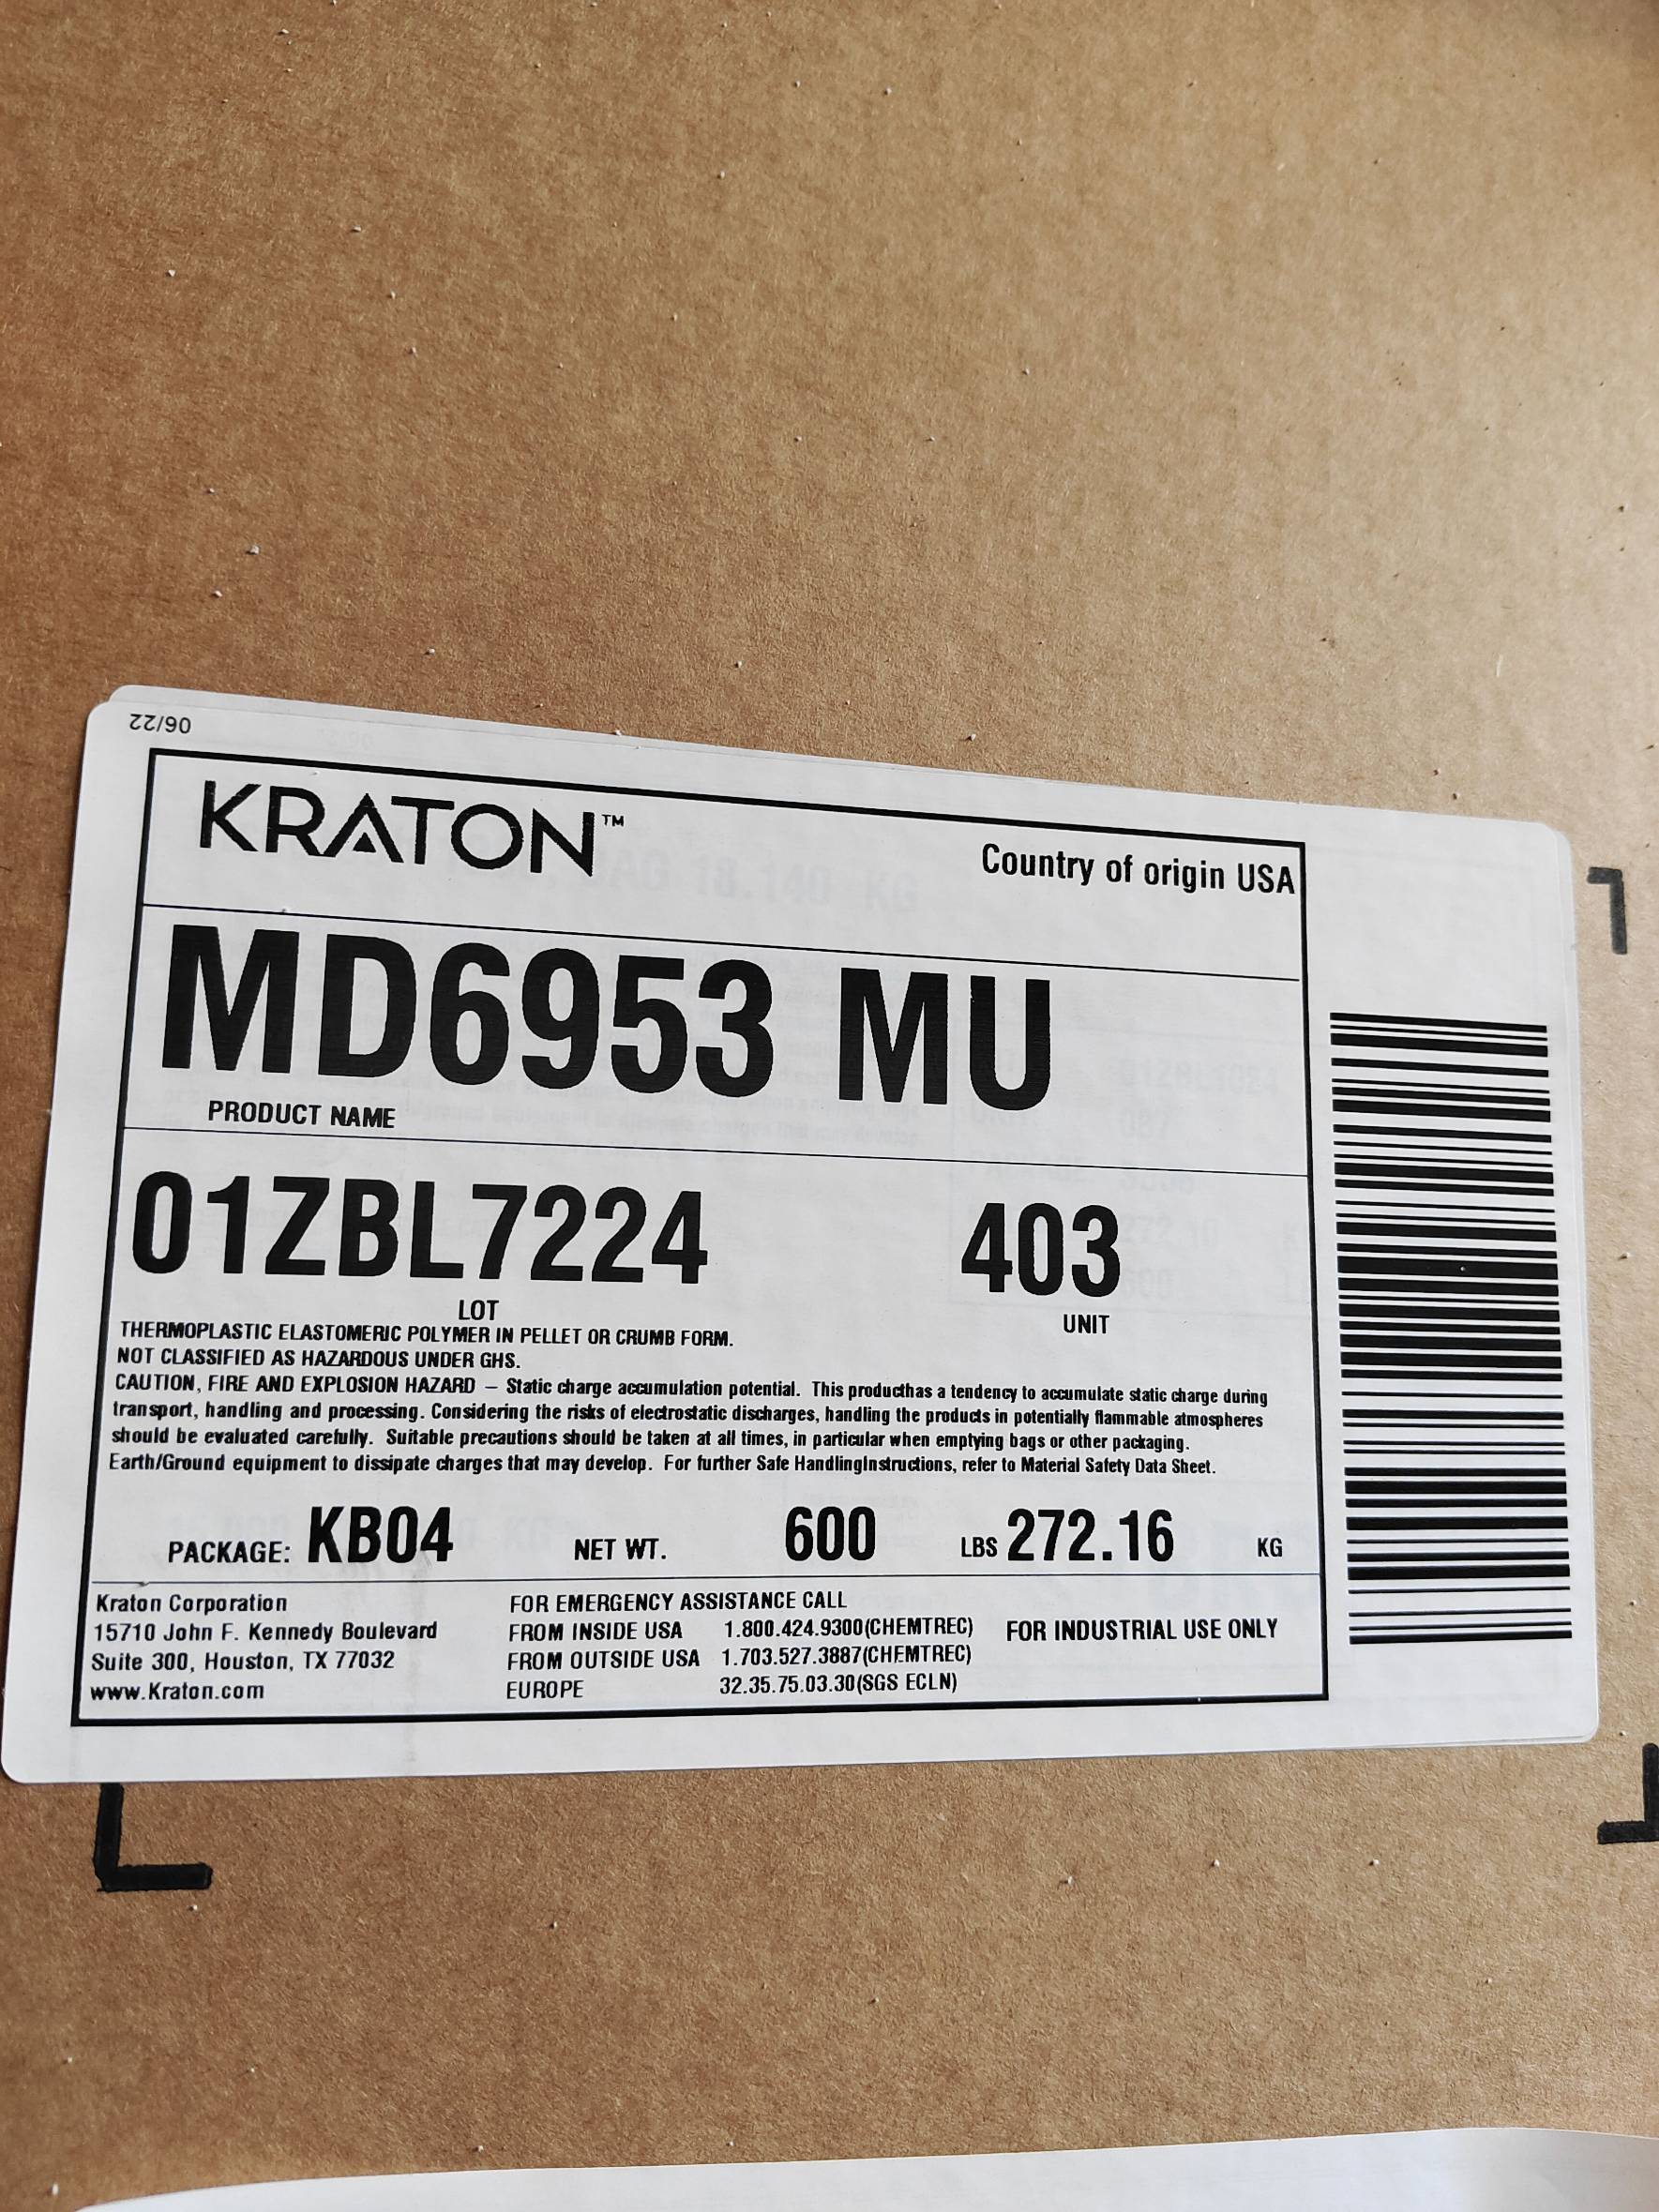 06/22
KRATON™
Country of origin USA
MD6953 MU
PRODUCT NAME
01ZBL7224 403
LOT UNIT
THERMOPLASTIC ELASTOMERIC POLYMER IN PELLET OR CRUMB FORM.
NOT CLASSIFIED AS HAZARDOUS UNDER GHS.
CAUTION, FIRE AND EXPLOSION HAZARD – Static charge accumulation potential. This producthas a tendency to accumulate static charge during
transport, handling and processing. Considering the risks of electrostatic discharges, handling the products in potentially flammable atmospheres
should be evaluated carefully. Suitable precautions should be taken at all times, in particular when emptying bags or other packaging.
Earth/Ground equipment to dissipate charges that may develop. For further Safe HandlingInstructions, refer to Material Safety Data Sheet.
PACKAGE: KB04 NET WT. 600 LBS 272.16 KG
Kraton Corporation
15710 John F. Kennedy Boulevard
Suite 300, Houston, TX 77032
www.Kraton.com
FOR EMERGENCY ASSISTANCE CALL
FROM INSIDE USA 1.800.424.9300(CHEMTREC)
FROM OUTSIDE USA 1.703.527.3887(CHEMTREC)
EUROPE 32.35.75.03.30(SGS ECLN)
FOR INDUSTRIAL USE ONLY